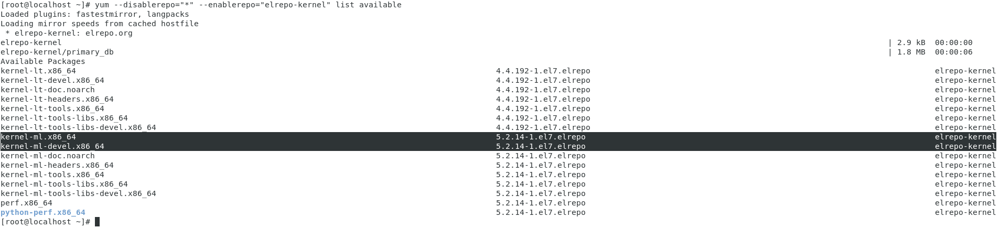 [root@localhost ~]# yum --disablerepo="*" --enablerepo="elrepo-kernel" list available
Loaded plugins: fastestmirror, langpacks
Loading mirror speeds from cached hostfile
 * elrepo-kernel: elrepo.org
elrepo-kernel | 2.9 kB 00:00:00
elrepo-kernel/primary_db | 1.8 MB 00:00:06
Available Packages
kernel-lt.x86_64 4.4.192-1.el7.elrepo elrepo-kernel
kernel-lt-devel.x86_64 4.4.192-1.el7.elrepo elrepo-kernel
kernel-lt-doc.noarch 4.4.192-1.el7.elrepo elrepo-kernel
kernel-lt-headers.x86_64 4.4.192-1.el7.elrepo elrepo-kernel
kernel-lt-tools.x86_64 4.4.192-1.el7.elrepo elrepo-kernel
kernel-lt-tools-libs.x86_64 4.4.192-1.el7.elrepo elrepo-kernel
kernel-lt-tools-libs-devel.x86_64 4.4.192-1.el7.elrepo elrepo-kernel
kernel-ml.x86_64 5.2.14-1.el7.elrepo elrepo-kernel
kernel-ml-devel.x86_64 5.2.14-1.el7.elrepo elrepo-kernel
kernel-ml-doc.noarch 5.2.14-1.el7.elrepo elrepo-kernel
kernel-ml-headers.x86_64 5.2.14-1.el7.elrepo elrepo-kernel
kernel-ml-tools.x86_64 5.2.14-1.el7.elrepo elrepo-kernel
kernel-ml-tools-libs.x86_64 5.2.14-1.el7.elrepo elrepo-kernel
kernel-ml-tools-libs-devel.x86_64 5.2.14-1.el7.elrepo elrepo-kernel
perf.x86_64 5.2.14-1.el7.elrepo elrepo-kernel
python-perf.x86_64 5.2.14-1.el7.elrepo elrepo-kernel
[root@localhost ~]#